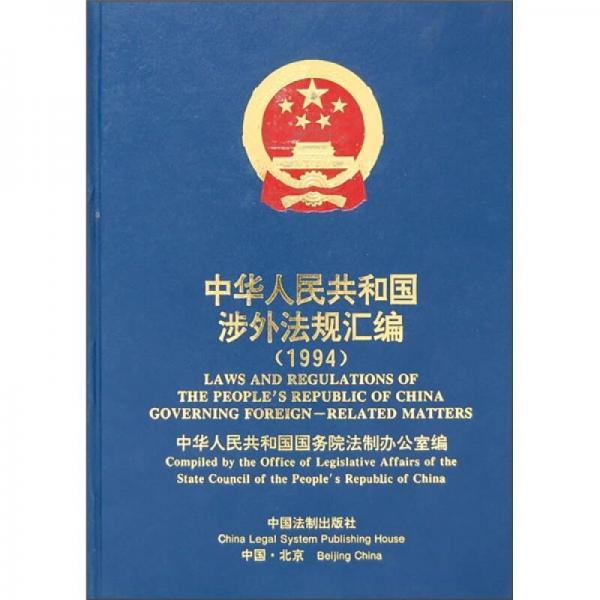 中华人民共和国
涉外法规汇编
（1994）
LAWS AND REGULATIONS OF
THE PEOPLE'S REPUBLIC OF CHINA
GOVERNING FOREIGN—RELATED MATTERS
中华人民共和国国务院法制办公室编
Compiled by the Office of Legislative Affairs of the
State Council of the People's Republic of China
中国法制出版社
China Legal System Publishing House
中国·北京 Beijing China